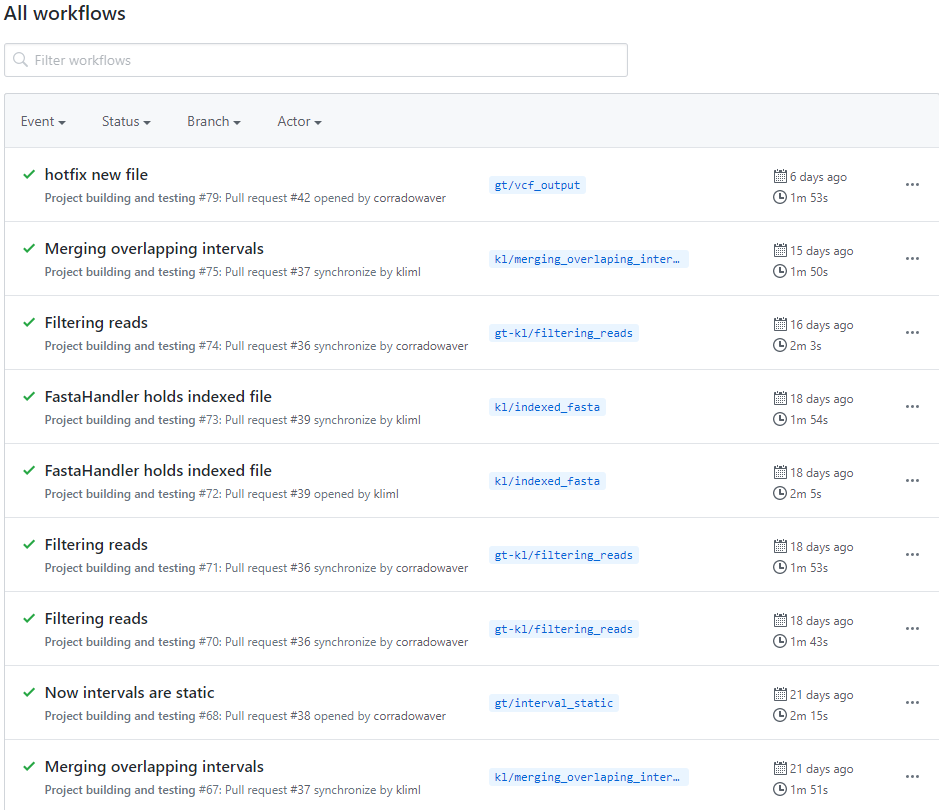 All workflows
Filter workflows
Event Status Branch Actor
hotfix new file
Project building and testing #79: Pull request #42 opened by corradowaver
gt/vcf_output
6 days ago
1m 53s
Merging overlapping intervals
Project building and testing #75: Pull request #37 synchronize by kliml
kl/merging_overlaping_inter…
15 days ago
1m 50s
Filtering reads
Project building and testing #74: Pull request #36 synchronize by corradowaver
gt-kl/filtering_reads
16 days ago
2m 3s
FastaHandler holds indexed file
Project building and testing #73: Pull request #39 synchronize by kliml
kl/indexed_fasta
18 days ago
1m 54s
FastaHandler holds indexed file
Project building and testing #72: Pull request #39 opened by kliml
kl/indexed_fasta
18 days ago
2m 5s
Filtering reads
Project building and testing #71: Pull request #36 synchronize by corradowaver
gt-kl/filtering_reads
18 days ago
1m 53s
Filtering reads
Project building and testing #70: Pull request #36 synchronize by corradowaver
gt-kl/filtering_reads
18 days ago
1m 43s
Now intervals are static
Project building and testing #68: Pull request #38 opened by corradowaver
gt/interval_static
21 days ago
2m 15s
Merging overlapping intervals
Project building and testing #67: Pull request #37 synchronize by kliml
kl/merging_overlaping_inter…
21 days ago
1m 51s